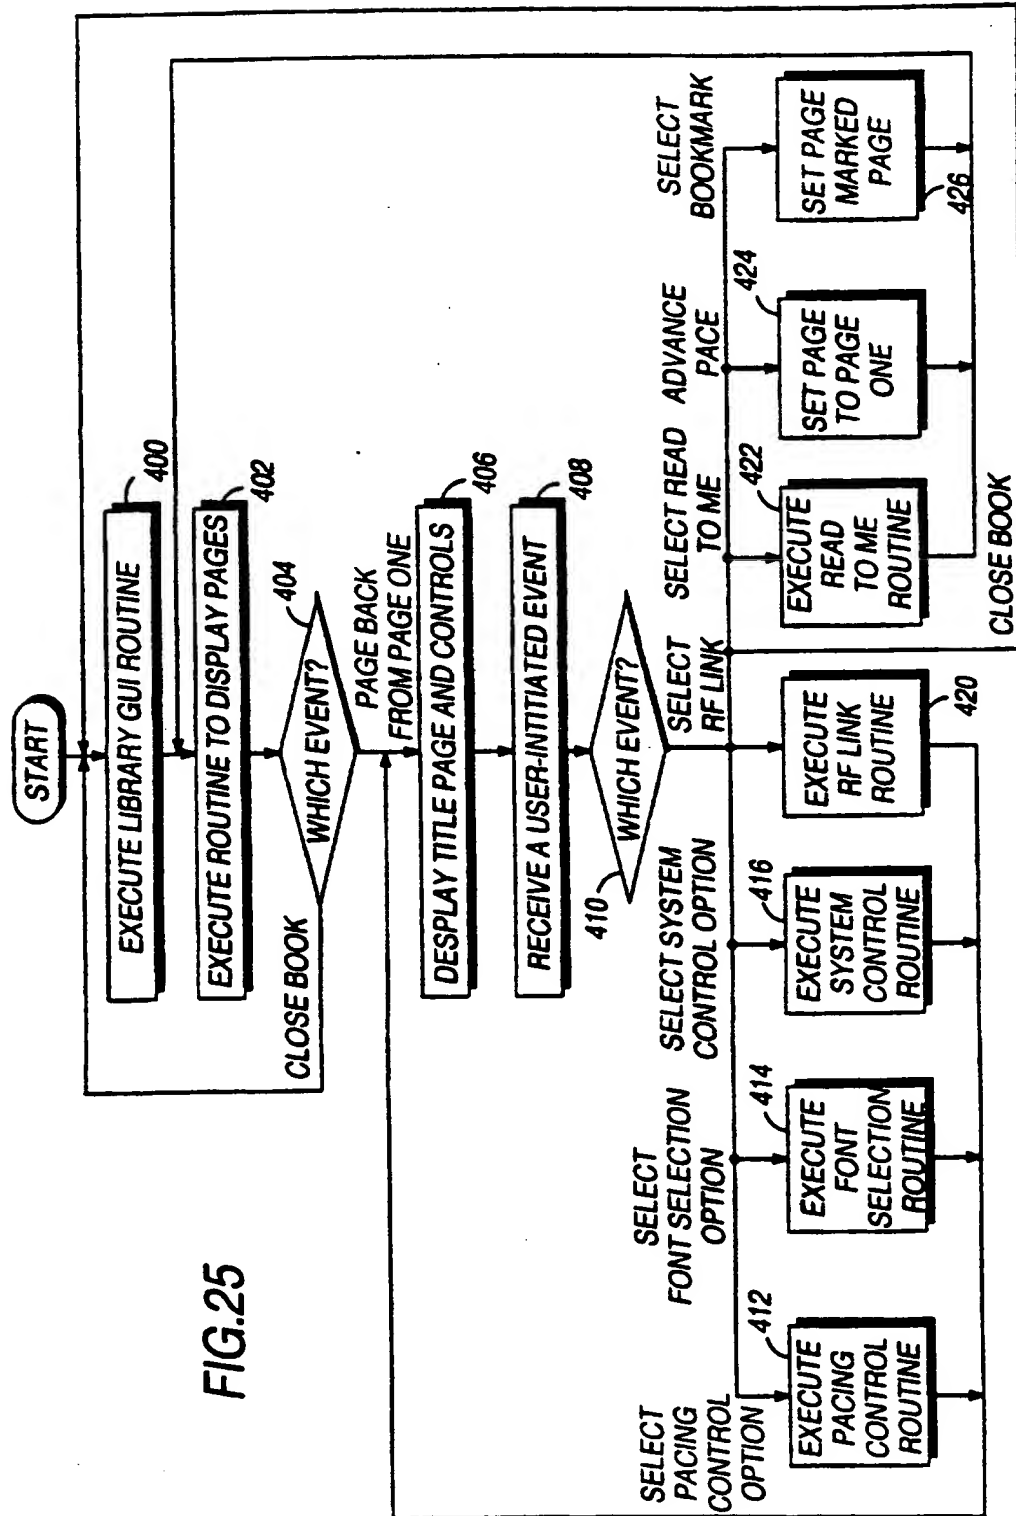 FIG.25
START
EXECUTE LIBRARY GUI ROUTINE
400
EXECUTE ROUTINE TO DISPLAY PAGES
402
WHICH EVENT?
404
CLOSE BOOK
PAGE BACK
FROM PAGE ONE
DESPLAY TITLE PAGE AND CONTROLS
406
RECEIVE A USER-INTITIATED EVENT
408
WHICH EVENT?
410
SELECT
PACING
CONTROL
OPTION
SELECT
FONT SELECTION
OPTION
SELECT SYSTEM
CONTROL OPTION
SELECT
RF LINK
SELECT READ
TO ME
ADVANCE
PACE
SELECT
BOOKMARK
412
EXECUTE
PACING
CONTROL
ROUTINE
414
EXECUTE
FONT
SELECTION
ROUTINE
416
EXECUTE
SYSTEM
CONTROL
ROUTINE
EXECUTE
RF LINK
ROUTINE
420
422
EXECUTE
READ
TO ME
ROUTINE
424
SET PAGE
TO PAGE
ONE
SET PAGE
MARKED
PAGE
426
CLOSE BOOK